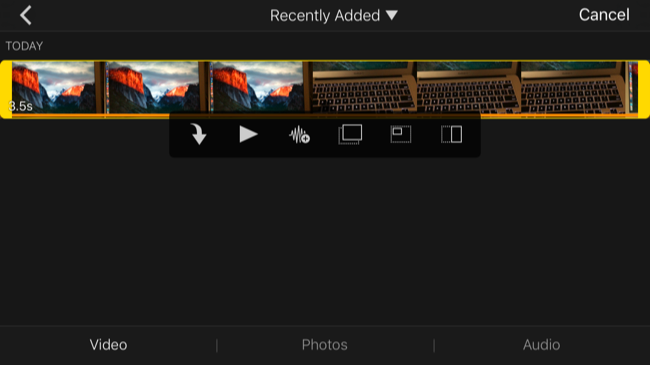 Recently Added ▼
Cancel
TODAY
3.5s
Video
Photos
Audio